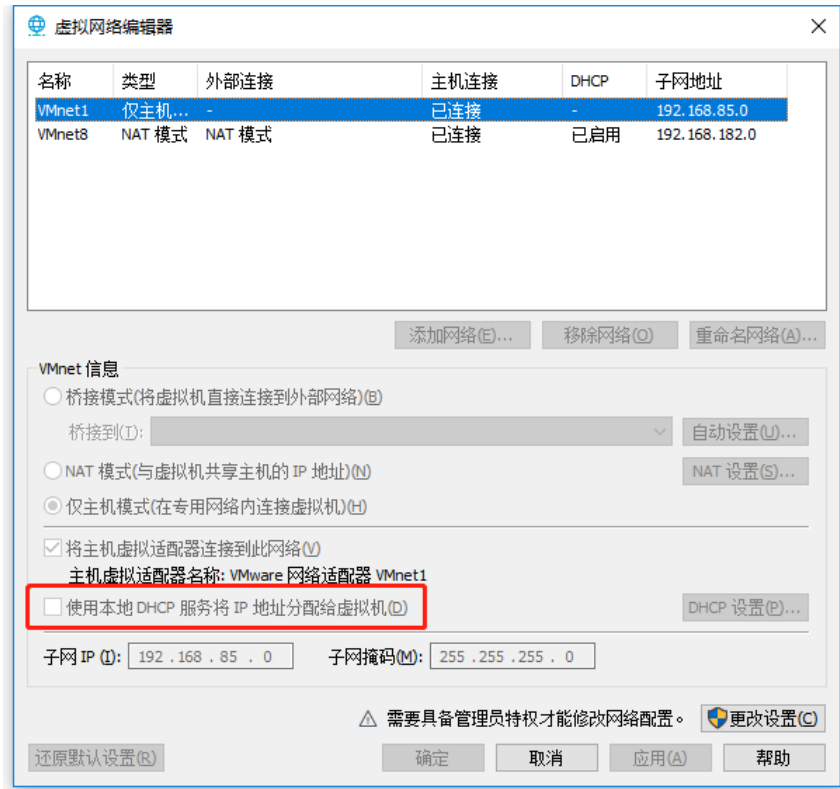 虚拟网络编辑器
名称 类型 外部连接 主机连接 DHCP 子网地址
VMnet1 仅主机... - 已连接 - 192.168.85.0
VMnet8 NAT 模式 NAT 模式 已连接 已启用 192.168.182.0
添加网络(E)... 移除网络(O) 重命名网络(A)...
VMnet 信息
桥接模式(将虚拟机直接连接到外部网络)(B)
桥接到(T): 自动设置(U)...
NAT 模式(与虚拟机共享主机的 IP 地址)(N) NAT 设置(S)...
仅主机模式(在专用网络内连接虚拟机)(H)
将主机虚拟适配器连接到此网络(V)
主机虚拟适配器名称: VMware 网络适配器 VMnet1
使用本地 DHCP 服务将 IP 地址分配给虚拟机(D) DHCP 设置(P)...
子网 IP (I): 192 . 168 . 85 . 0 子网掩码(M): 255 . 255 . 255 . 0
需要具备管理员特权才能修改网络配置。 更改设置(C)
还原默认设置(R) 确定 取消 应用(A) 帮助